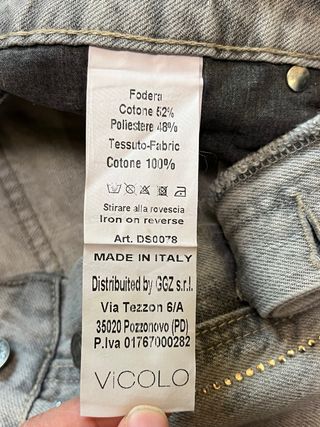 Fodera
Cotone 52%
Poliestere 48%
Tessuto-Fabric
Cotone 100%
Stirare alla rovescia
Iron on reverse
Art. DS0078
MADE IN ITALY
Distribuited by GGZ s.r.l.
Via Tezzon 6/A
35020 Pozzonovo (PD)
P.Iva 01767000282
ViCOLO